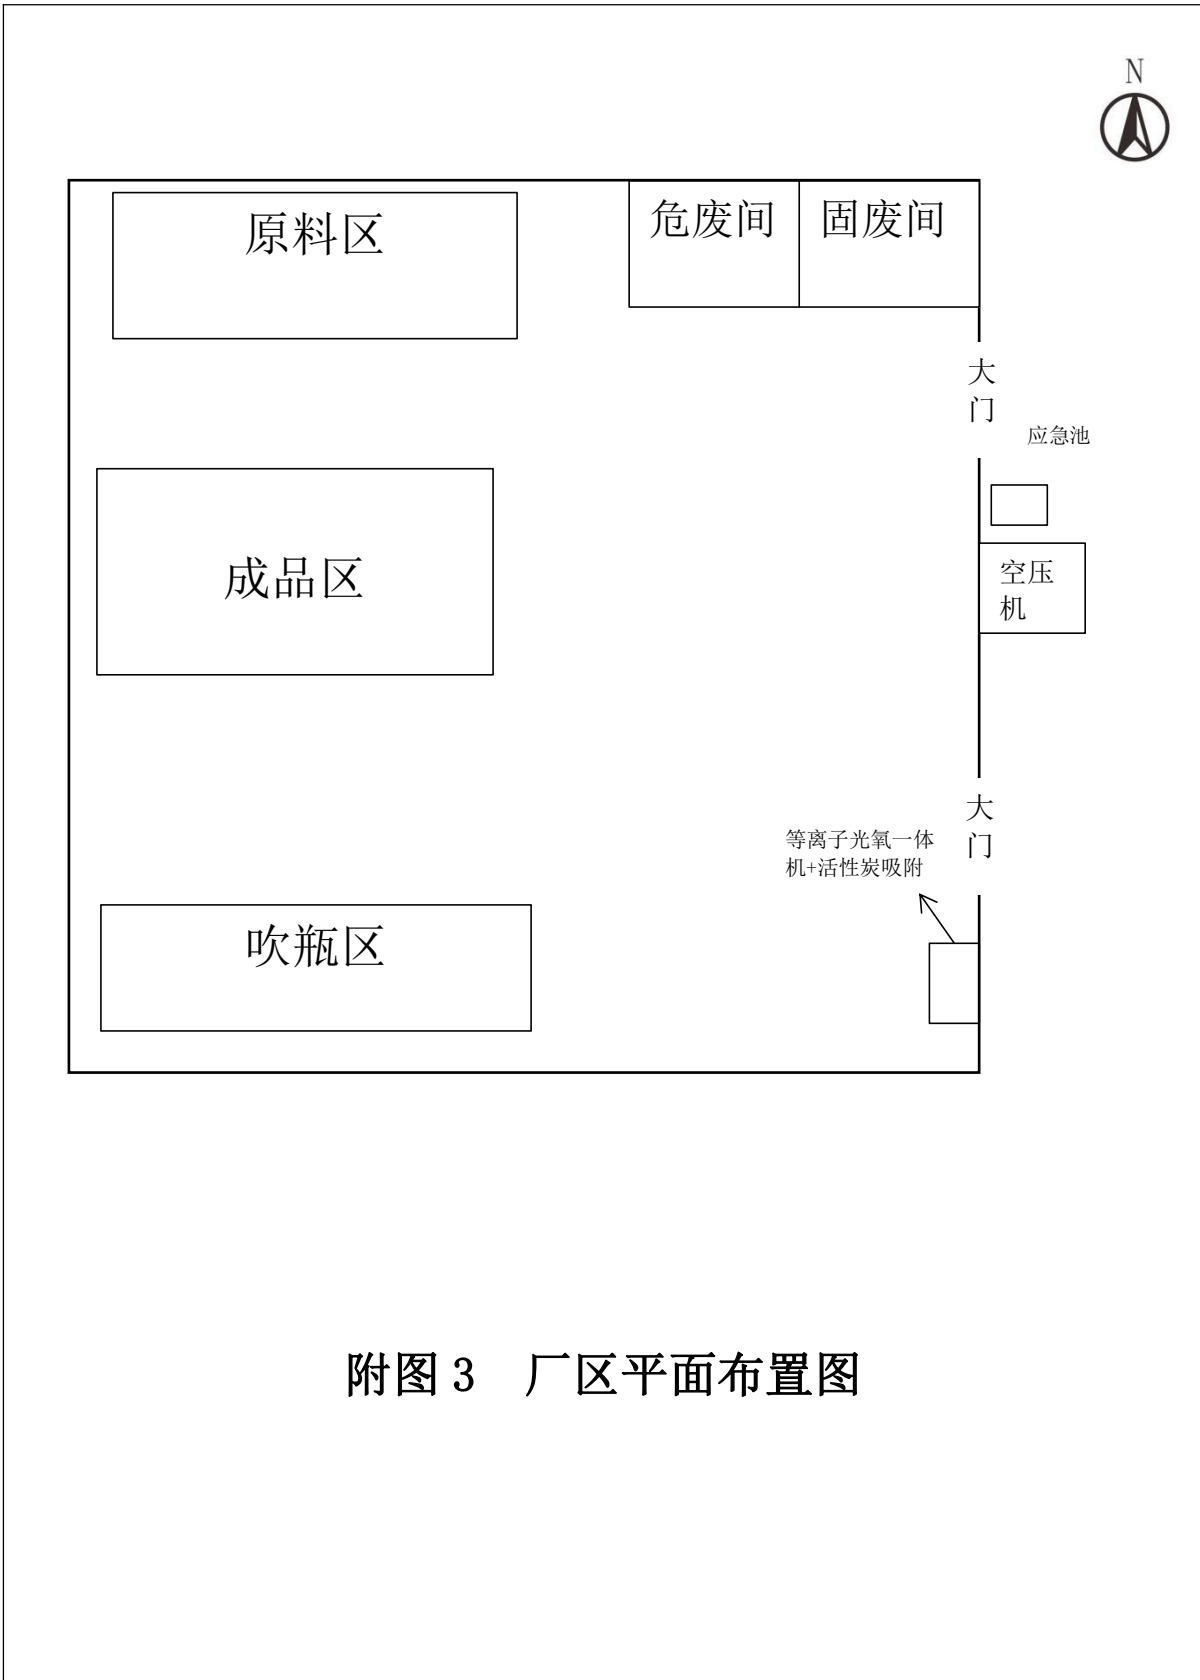 N
原料区
危废间
固废间
大
门
应急池
成品区
空压
机
大
门
等离子光氧一体
机+活性炭吸附
吹瓶区
附图 3　厂区平面布置图